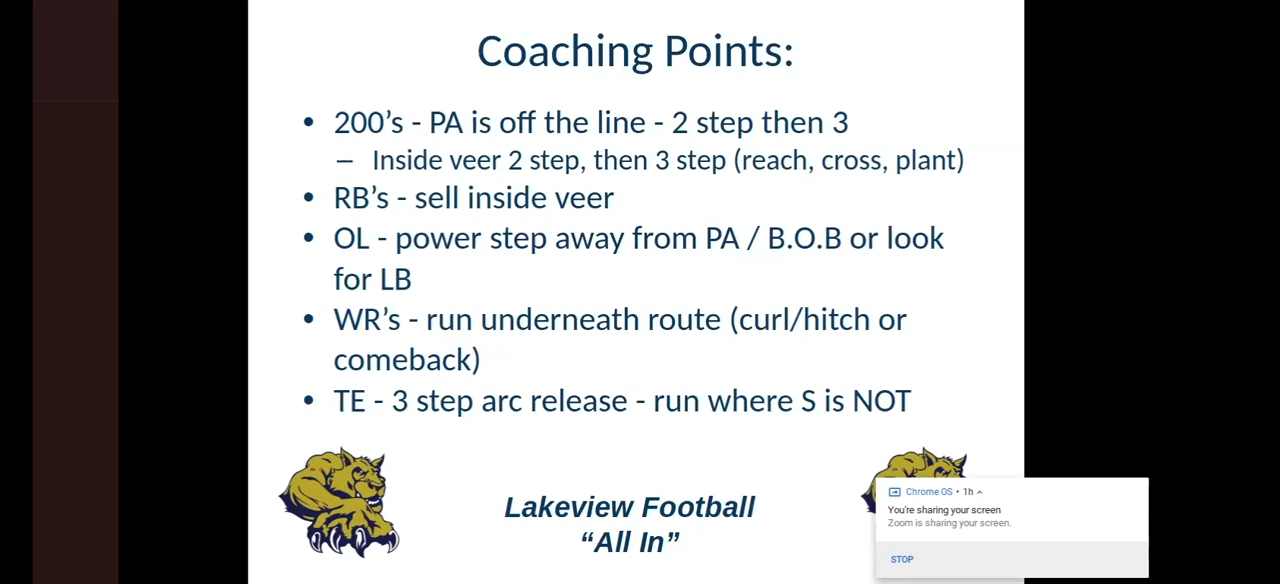 Coaching Points:
• 200’s - PA is off the line - 2 step then 3
– Inside veer 2 step, then 3 step (reach, cross, plant)
• RB’s - sell inside veer
• OL - power step away from PA / B.O.B or look
for LB
• WR’s - run underneath route (curl/hitch or
comeback)
• TE - 3 step arc release - run where S is NOT
Lakeview Football
“All In”
Chrome OS • 1h
You're sharing your screen
Zoom is sharing your screen.
STOP